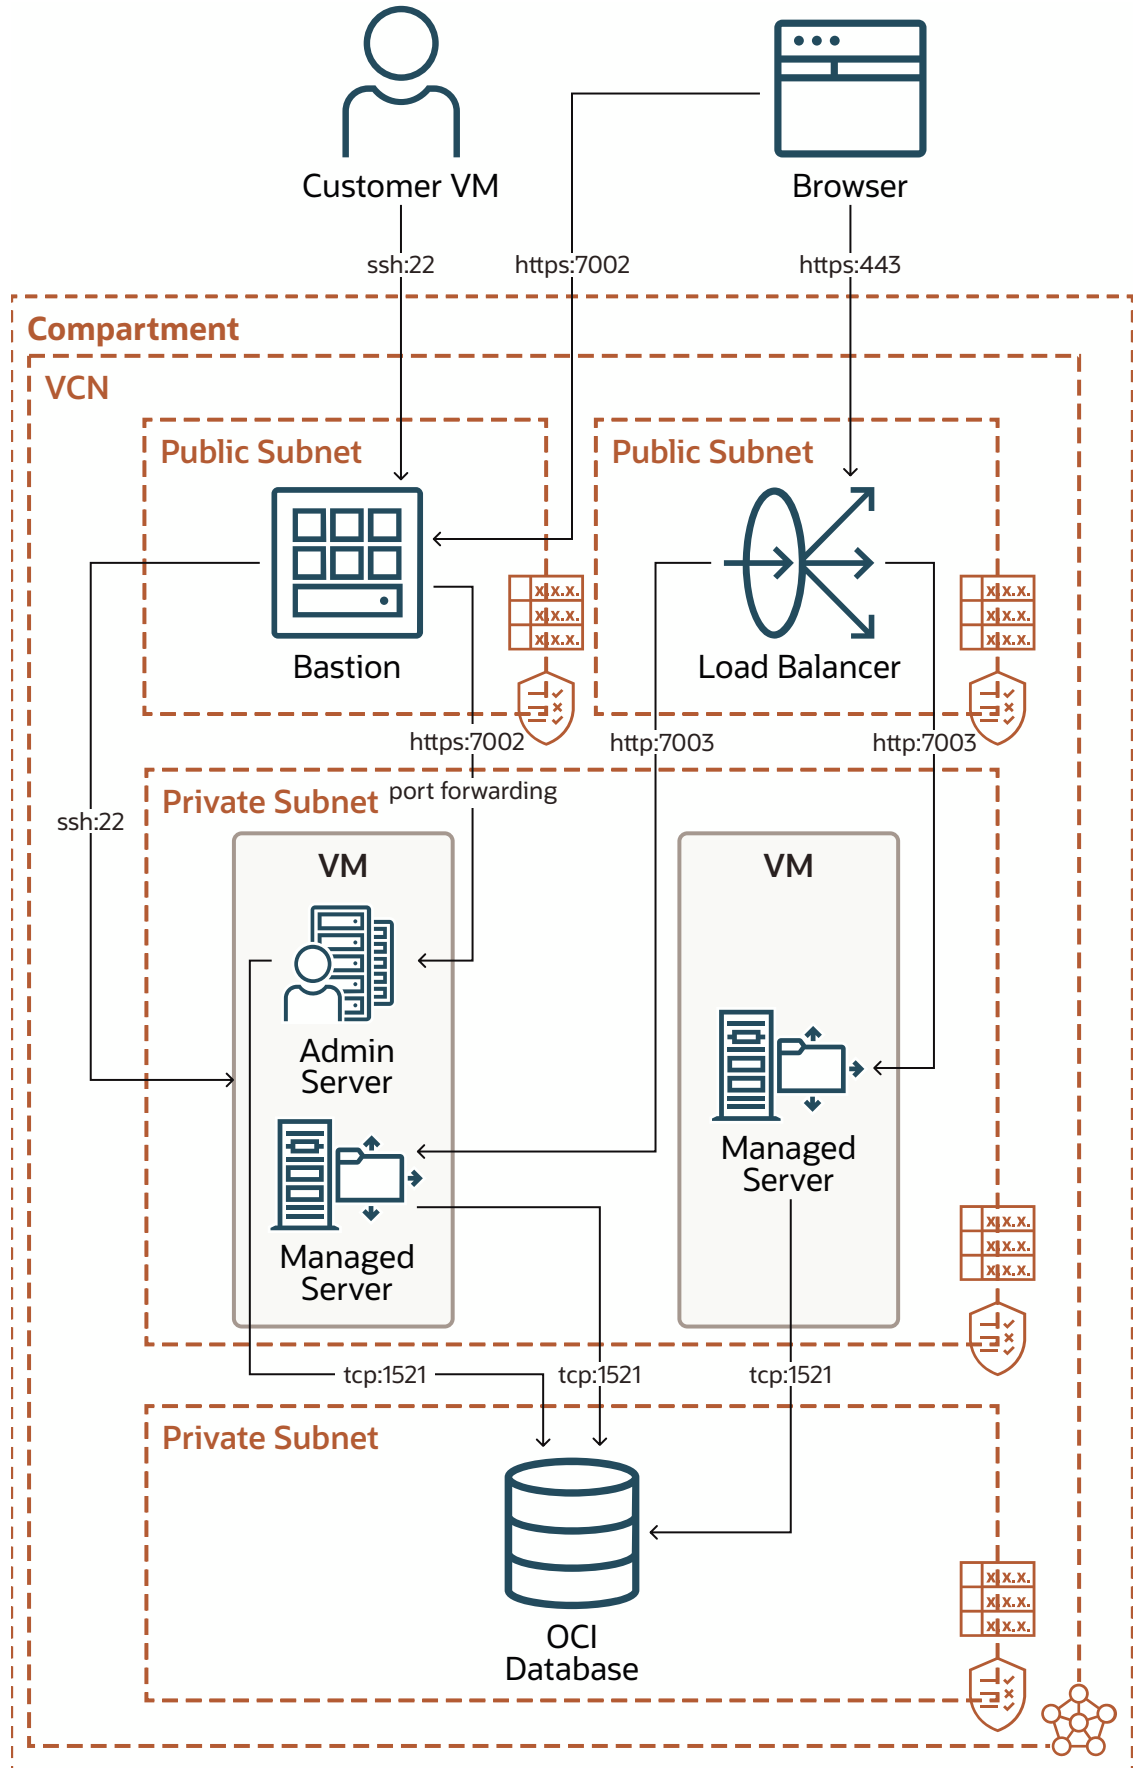 Customer VM
Browser
ssh:22
https:7002
https:443
Compartment
VCN
Public Subnet
Public Subnet
x.x.x.
x.x.x.
x.x.x.
x.x.x.
x.x.x.
x.x.x.
Bastion
Load Balancer
https:7002
http:7003
http:7003
port forwarding
Private Subnet
ssh:22
VM
VM
Admin
Server
Managed
Server
Managed
Server
x.x.x.
x.x.x.
x.x.x.
tcp:1521
tcp:1521
tcp:1521
Private Subnet
x.x.x.
x.x.x.
x.x.x.
OCI
Database